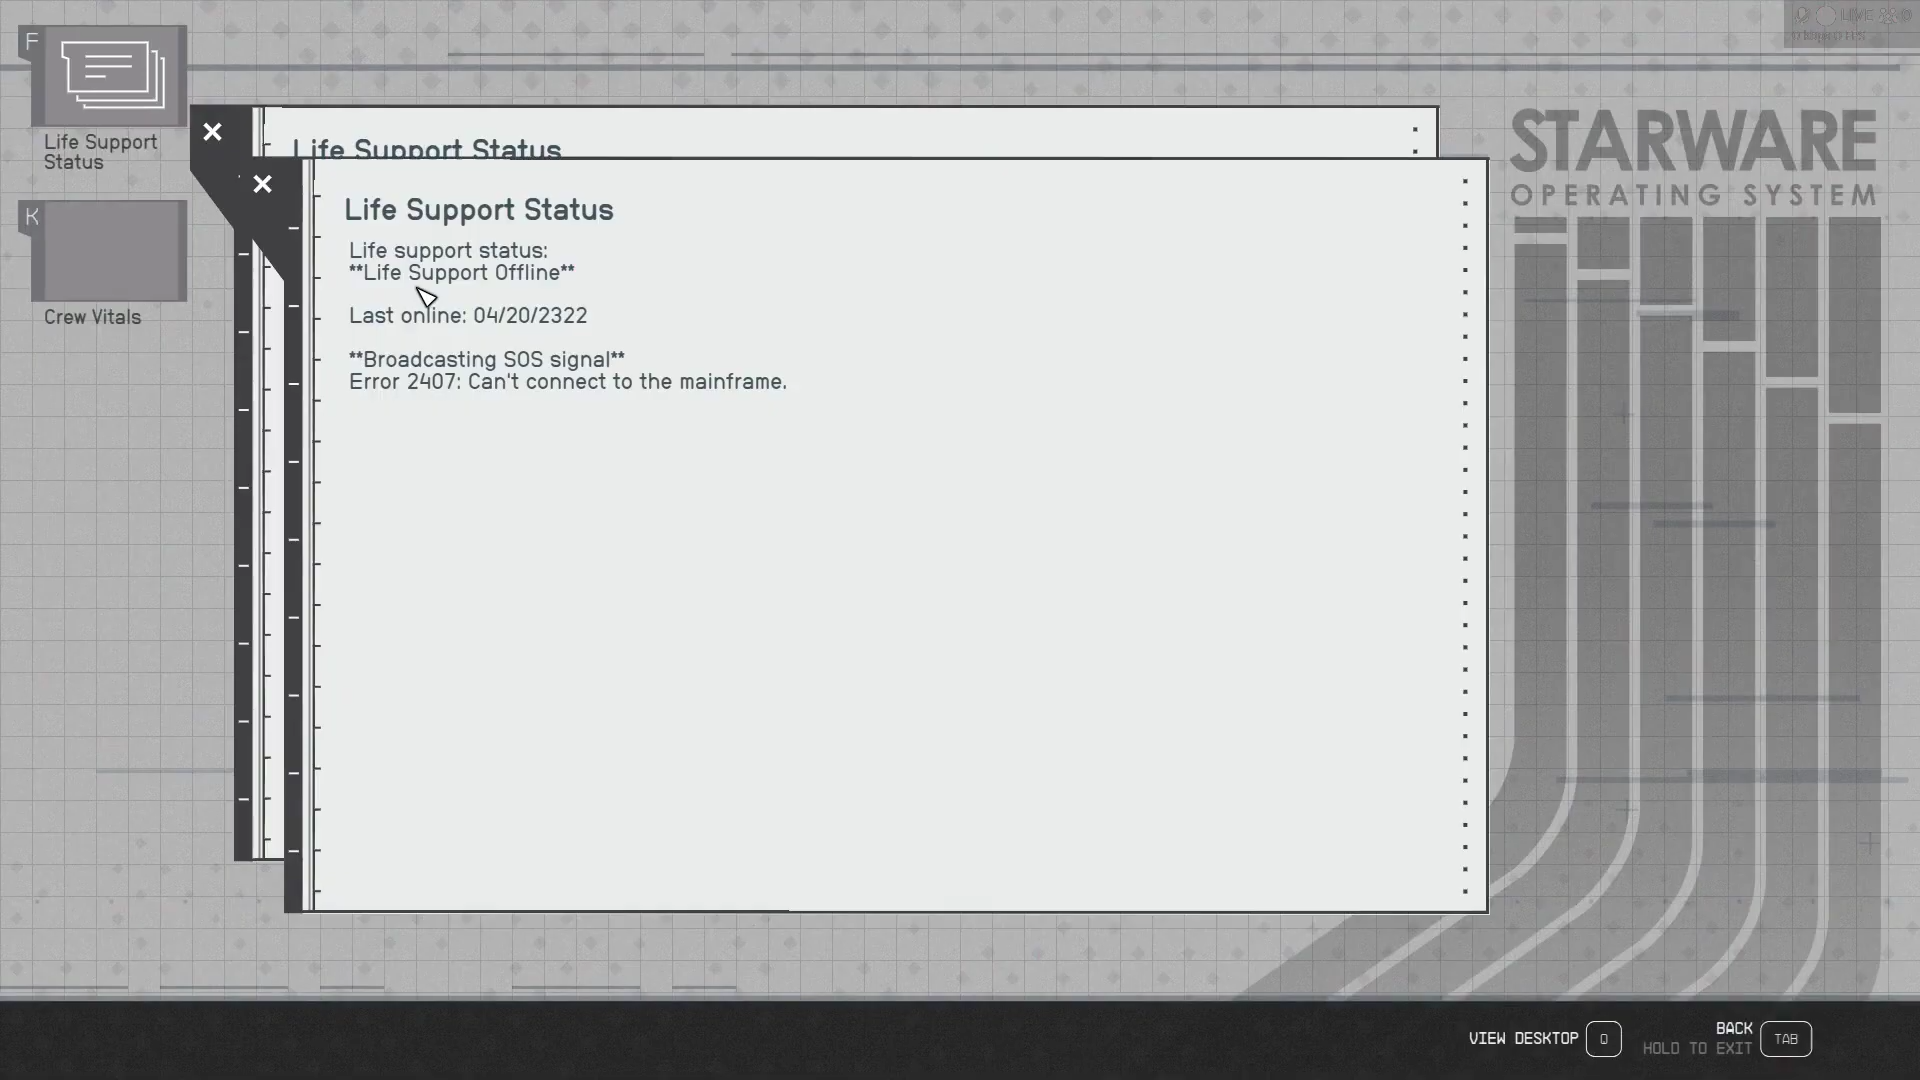 F
Life Support
Status
K
Crew Vitals
Life Support Status
Life Support Status
Life support status:
**Life Support Offline**
Last online: 04/20/2322
**Broadcasting SOS signal**
Error 2407: Can't connect to the mainframe.
STARWARE
OPERATING SYSTEM
LIVE
VIEW DESKTOP Q
BACK
HOLD TO EXIT TAB